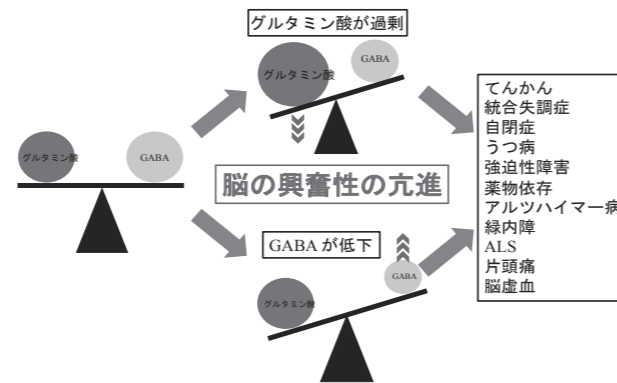 グルタミン酸が過剰
グルタミン酸
GABA
グルタミン酸
GABA
脳の興奮性の亢進
GABAが低下
グルタミン酸
GABA
てんかん
統合失調症
自閉症
うつ病
強迫性障害
薬物依存
アルツハイマー病
緑内障
ALS
片頭痛
脳虚血